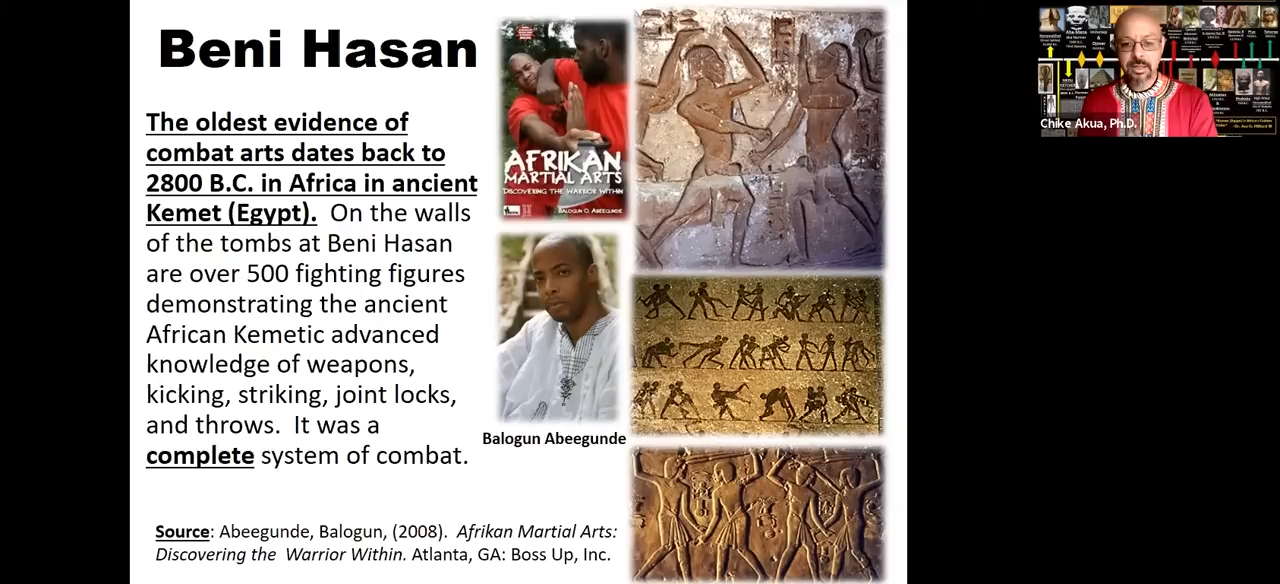 Beni Hasan
The oldest evidence of
combat arts dates back to
2800 B.C. in Africa in ancient
Kemet (Egypt). On the walls
of the tombs at Beni Hasan
are over 500 fighting figures
demonstrating the ancient
African Kemetic advanced
knowledge of weapons,
kicking, striking, joint locks,
and throws. It was a
complete system of combat.
Source: Abeegunde, Balogun, (2008). Afrikan Martial Arts:
Discovering the Warrior Within. Atlanta, GA: Boss Up, Inc.
AFRIKAN
MARTIAL ARTS
DISCOVERING THE WARRIOR WITHIN
BALOGUN O. ABEEGUNDE
Balogun Abeegunde
Chike Akua, Ph.D.